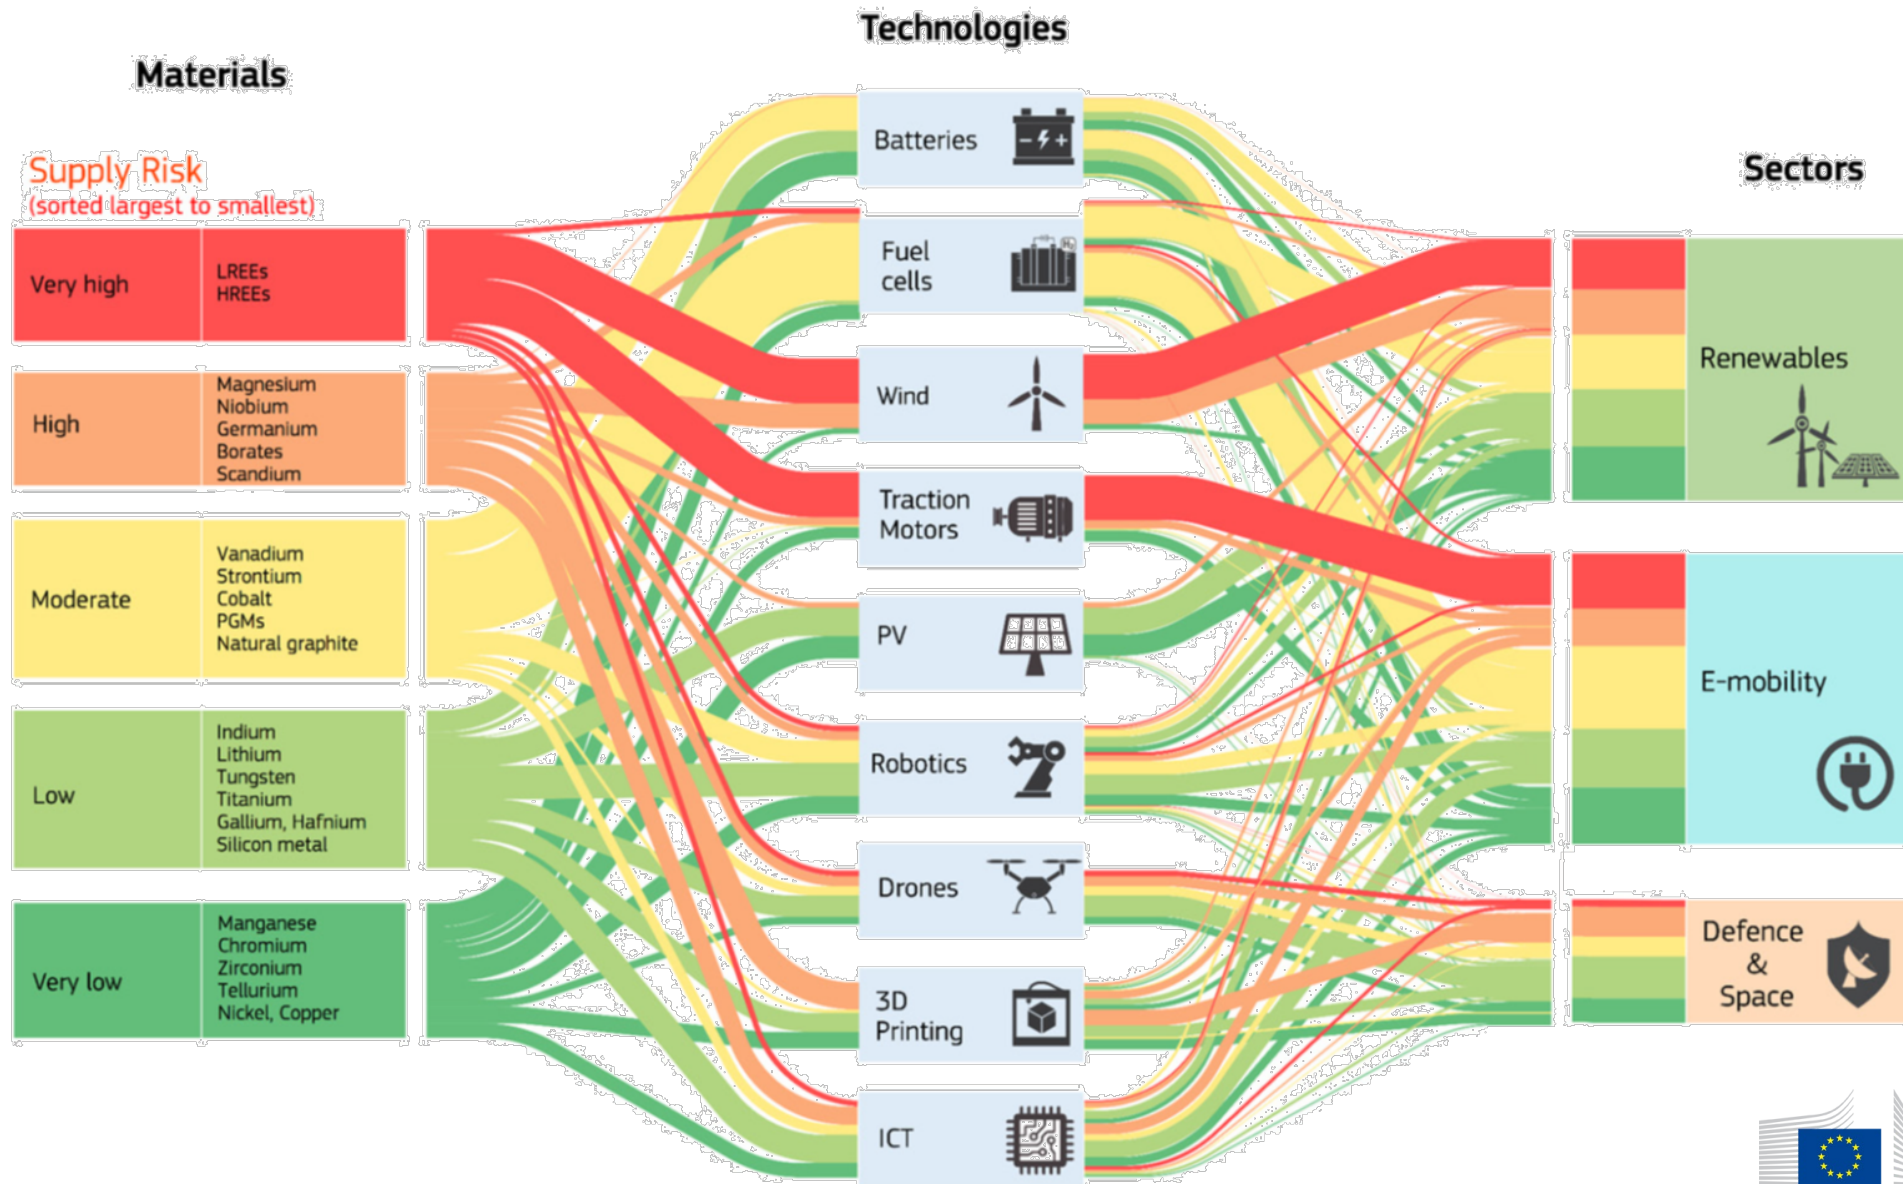 Technologies
Materials
Sectors
Supply Risk
(sorted largest to smallest)
Very high
LREEs
HREEs
High
Magnesium
Niobium
Germanium
Borates
Scandium
Moderate
Vanadium
Strontium
Cobalt
PGMs
Natural graphite
Low
Indium
Lithium
Tungsten
Titanium
Gallium, Hafnium
Silicon metal
Very low
Manganese
Chromium
Zirconium
Tellurium
Nickel, Copper
Batteries
Fuel
cells
H₂
Wind
Traction
Motors
PV
Robotics
Drones
3D
Printing
ICT
Renewables
E-mobility
Defence
&
Space